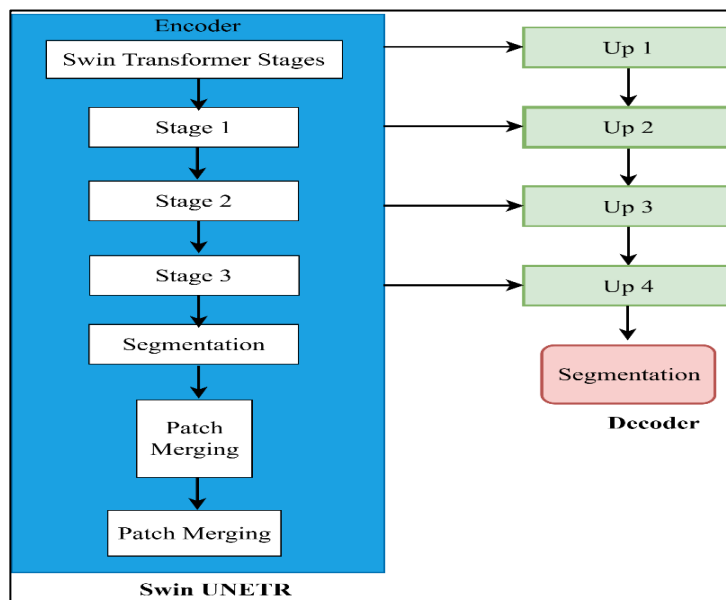 Encoder
Swin Transformer Stages
Stage 1
Stage 2
Stage 3
Segmentation
Patch
Merging
Patch Merging
Swin UNETR
Up 1
Up 2
Up 3
Up 4
Segmentation
Decoder